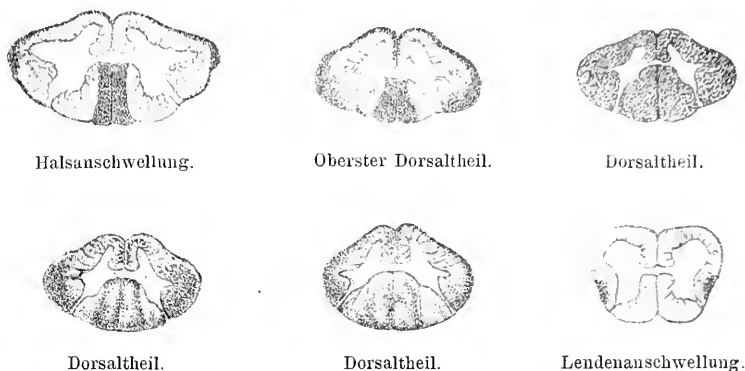 Halsanschwellung.
Oberster Dorsaltheil.
Dorsaltheil.
Dorsaltheil.
Dorsaltheil.
Lendenanschwellung.